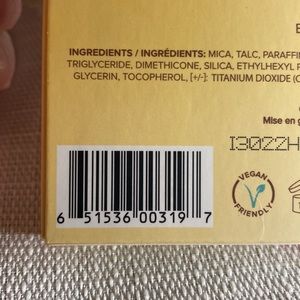 INGREDIENTS / INGRÉDIENTS: MICA, TALC, PARAFFIN
TRIGLYCERIDE, DIMETHICONE, SILICA, ETHYLHEXYL P
GLYCERIN, TOCOPHEROL, [+/-]: TITANIUM DIOXIDE (C
Mise en g
I3022H
VEGAN
FRIENDLY
6 51536 00319 7